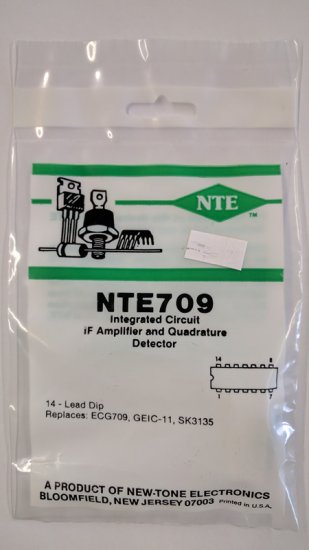 NTE
TM
NTE709
Integrated Circuit
IF Amplifier and Quadrature
Detector
14 8
1 7
14 - Lead Dip
Replaces: ECG709, GEIC-11, SK3135
A PRODUCT OF NEW-TONE ELECTRONICS
BLOOMFIELD, NEW JERSEY 07003 Printed in U.S.A.